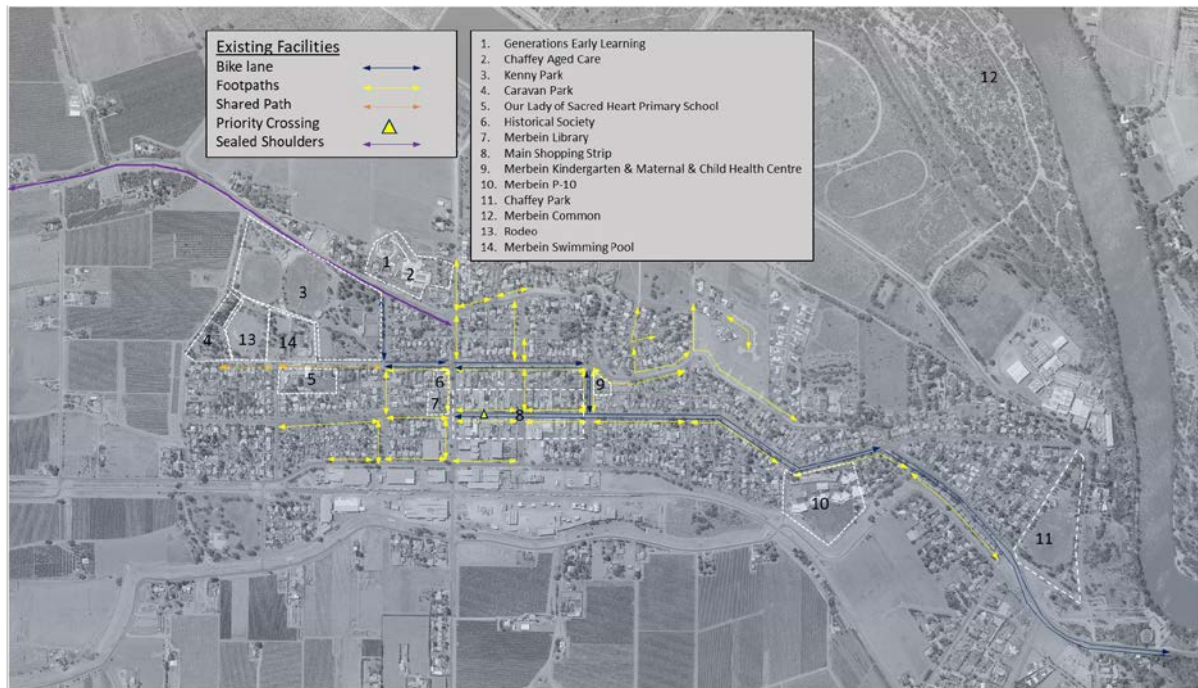 Existing Facilities
Bike lane
Footpaths
Shared Path
Priority Crossing
Sealed Shoulders
1. Generations Early Learning
2. Chaffey Aged Care
3. Kenny Park
4. Caravan Park
5. Our Lady of Sacred Heart Primary School
6. Historical Society
7. Merbein Library
8. Main Shopping Strip
9. Merbein Kindergarten & Maternal & Child Health Centre
10. Merbein P-10
11. Chaffey Park
12. Merbein Common
13. Rodeo
14. Merbein Swimming Pool
12
1
2
3
4
13
14
5
6
7
8
9
10
11